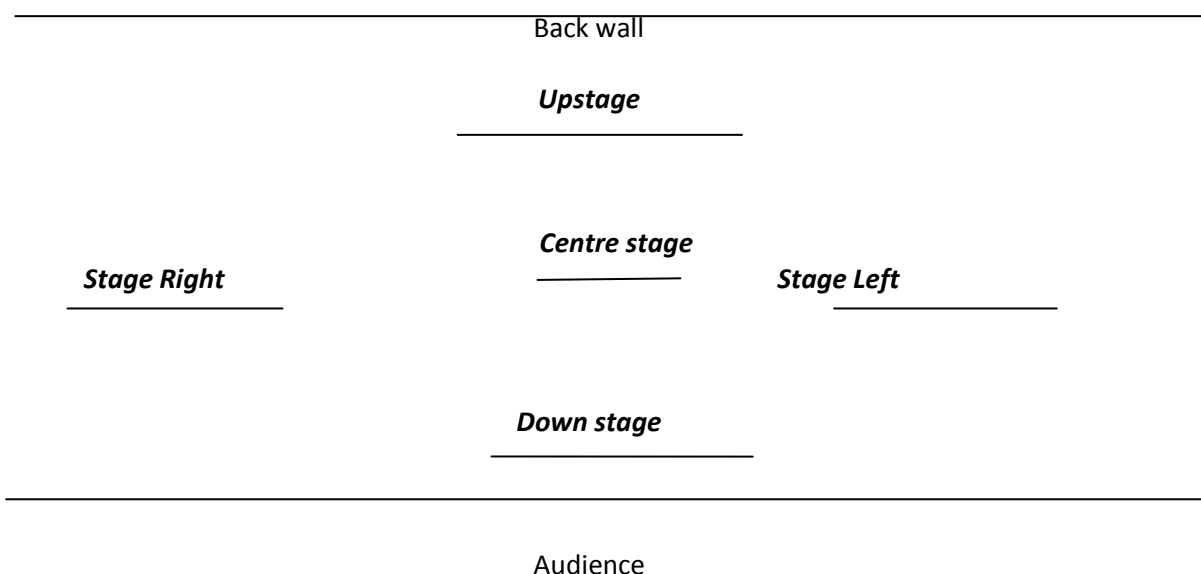 Back wall
Upstage
Centre stage
Stage Right
Stage Left
Down stage
Audience